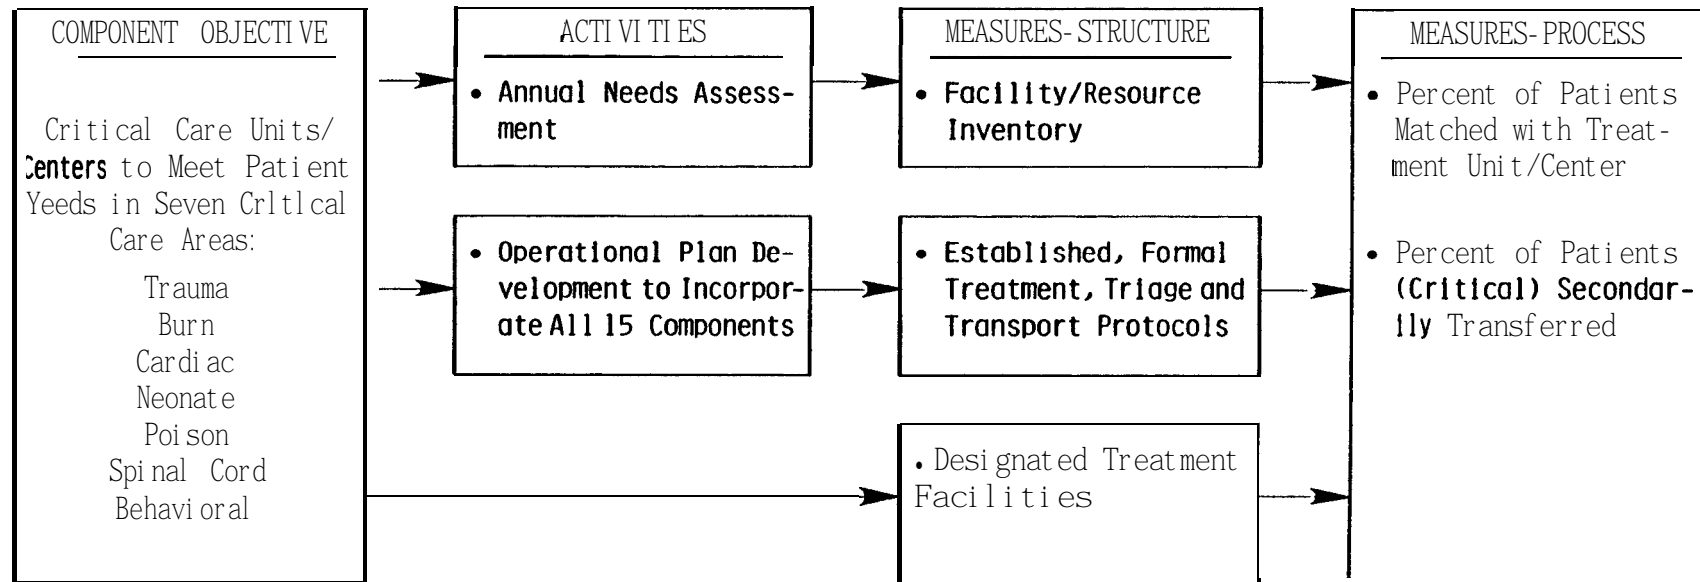 COMPONENT OBJECTIVE
Critical Care Units/
Centers to Meet Patient
Yeeds in Seven Crltlcal
Care Areas:
Trauma
Burn
Cardiac
Neonate
Poison
Spinal Cord
Behavioral
ACTIVITIES
• Annual Needs Assess-
ment
• Operational Plan De-
velopment to Incorpor-
ate All 15 Components
MEASURES-STRUCTURE
• Facility/Resource
Inventory
• Established, Formal
Treatment, Triage and
Transport Protocols
• Designated Treatment
Facilities
MEASURES-PROCESS
• Percent of Patients
Matched with Treat-
ment Unit/Center
• Percent of Patients
(Critical) Secondar-
ily Transferred